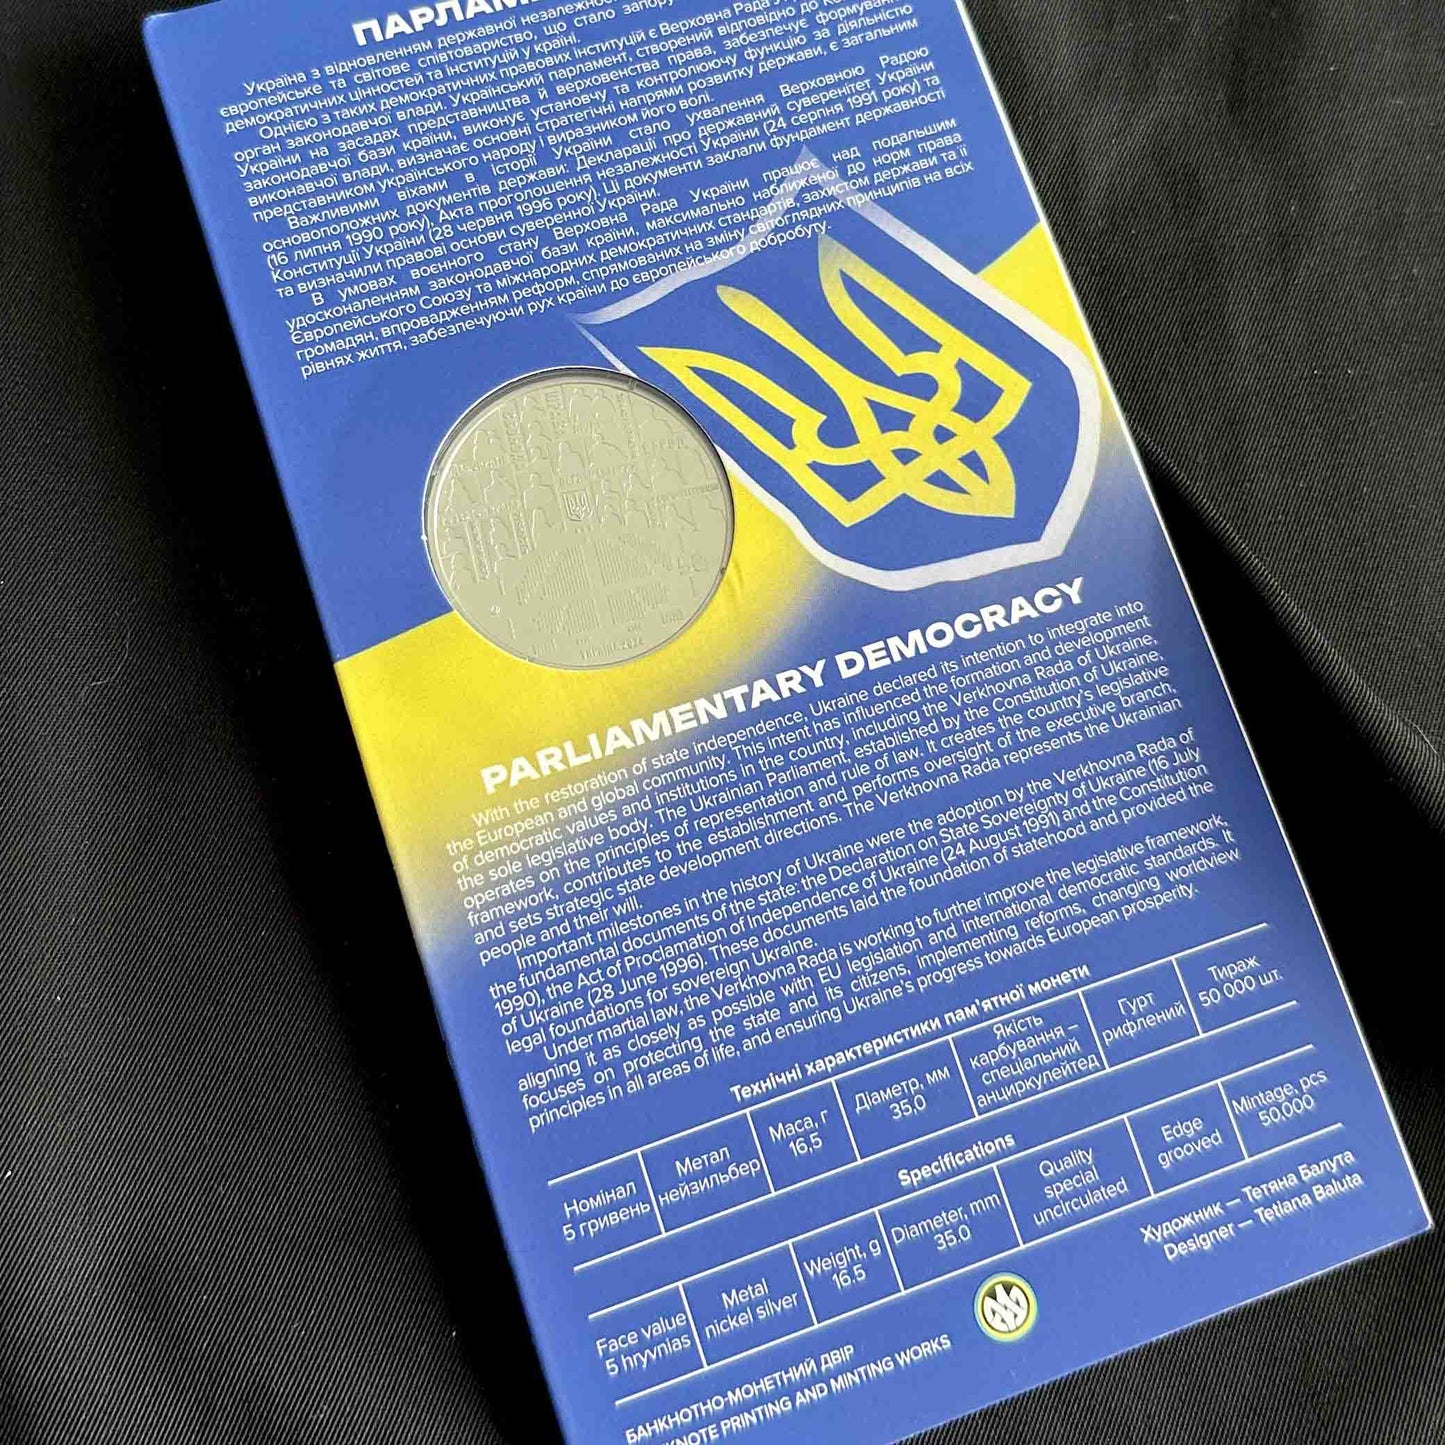 ПАРЛАМ
Україна з відновленням державної незалежност
європейське та світове співтовариство, що стало запору
демократичних цінностей та інституцій у країні.
Однією з таких демократичних правових інституцій є Верховна Рада У
орган законодавчої влади. Український парламент, створений відповідно до Ко
України на засадах представництва й верховенства права, забезпечує формуванн
законодавчої бази країни, виконує установчу та контролюючу функцію за діяльністю
виконавчої влади, визначає основні стратегічні напрями розвитку держави, є загальним
представником українського народу і виразником його волі.
Важливими віхами в історії України стало ухвалення Верховною Радою
основоположних документів держави: Декларації про державний суверенітет України
(16 липня 1990 року), Акта проголошення незалежності України (24 серпня 1991 року) та
Конституції України (28 червня 1996 року). Ці документи заклали фундамент державності
та визначили правові основи суверенної України.
В умовах воєнного стану Верховна Рада України працює над подальшим
удосконаленням законодавчої бази країни, максимально наближеної до норм права
Європейського Союзу та міжнародних демократичних стандартів, захистом держави та її
громадян, впровадженням реформ, спрямованих на зміну світоглядних принципів на всіх
рівнях життя, забезпечуючи рух країни до європейського добробуту.
УКРАЇНА 2024
PARLIAMENTARY DEMOCRACY
With the restoration of state independence, Ukraine declared its intention to integrate into
the European and global community. This intent has influenced the formation and development
of democratic values and institutions in the country, including the Verkhovna Rada of Ukraine,
the sole legislative body. The Ukrainian Parliament, established by the Constitution of Ukraine,
operates on the principles of representation and rule of law. It creates the country's legislative
framework, contributes to the establishment and performs oversight of the executive branch,
and sets strategic state development directions. The Verkhovna Rada represents the Ukrainian
people and their will.
Important milestones in the history of Ukraine were the adoption by the Verkhovna Rada of
the fundamental documents of the state: the Declaration on State Sovereignty of Ukraine (16 July
1990), the Act of Proclamation of Independence of Ukraine (24 August 1991) and the Constitution
of Ukraine (28 June 1996). These documents laid the foundation of statehood and provided the
legal foundations for sovereign Ukraine.
Under martial law, the Verkhovna Rada is working to further improve the legislative framework,
aligning it as closely as possible with EU legislation and international democratic standards. It
focuses on protecting the state and its citizens, implementing reforms, changing worldview
principles in all areas of life, and ensuring Ukraine's progress towards European prosperity.
Технічні характеристики пам'ятної монети
Номінал
5 гривень
Метал
нейзильбер
Маса, г
16,5
Діаметр, мм
35,0
Якість
карбування –
спеціальний
анциркулейтед
Гурт
рифлений
Тираж
50 000 шт.
Specifications
Face value
5 hryvnias
Metal
nickel silver
Weight, g
16.5
Diameter, mm
35.0
Quality
special
uncirculated
Edge
grooved
Mintage, pcs
50,000
Художник — Тетяна Балута
Designer — Tetiana Baluta
БАНКНОТНО-МОНЕТНИЙ ДВІР
KNOTE PRINTING AND MINTING WORKS